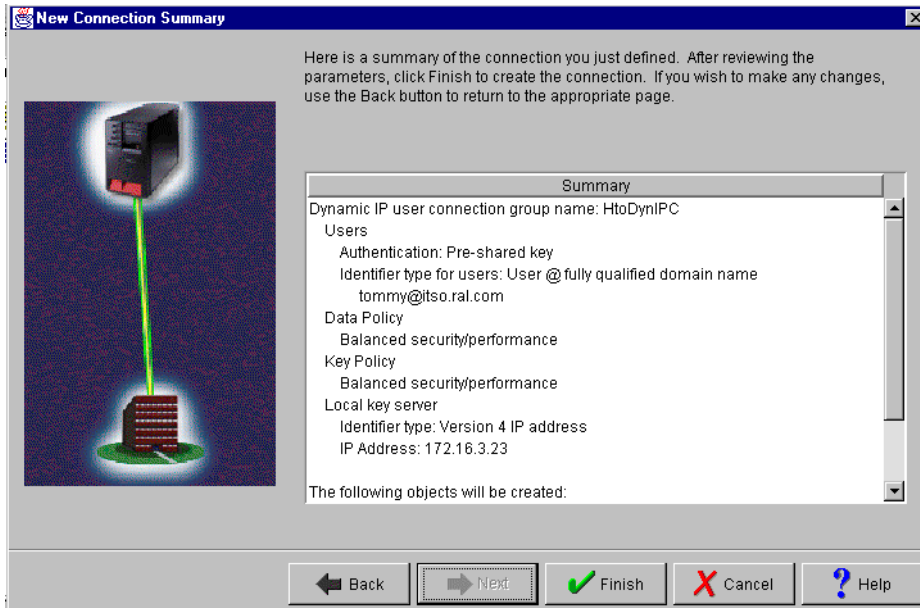 New Connection Summary
Here is a summary of the connection you just defined. After reviewing the
parameters, click Finish to create the connection. If you wish to make any changes,
use the Back button to return to the appropriate page.
Summary
Dynamic IP user connection group name: HtoDynIPC
Users
Authentication: Pre-shared key
Identifier type for users: User @ fully qualified domain name
tommy@itso.ral.com
Data Policy
Balanced security/performance
Key Policy
Balanced security/performance
Local key server
Identifier type: Version 4 IP address
IP Address: 172.16.3.23
The following objects will be created:
Back
Next
Finish
Cancel
Help